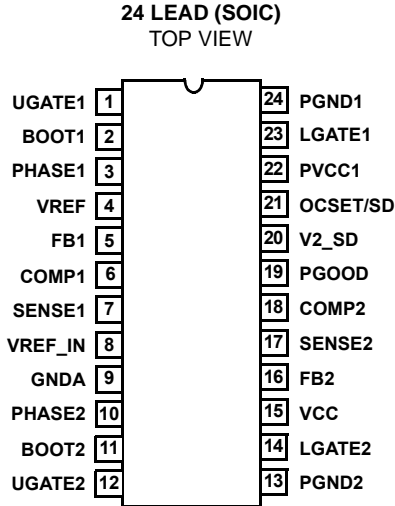 24 LEAD (SOIC)
TOP VIEW
UGATE1 1 24 PGND1
BOOT1 2 23 LGATE1
PHASE1 3 22 PVCC1
VREF 4 21 OCSET/SD
FB1 5 20 V2_SD
COMP1 6 19 PGOOD
SENSE1 7 18 COMP2
VREF_IN 8 17 SENSE2
GNDA 9 16 FB2
PHASE2 10 15 VCC
BOOT2 11 14 LGATE2
UGATE2 12 13 PGND2